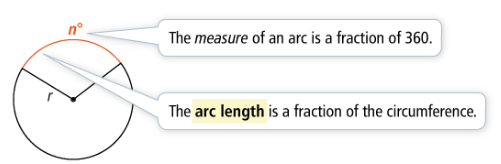 n°
The measure of an arc is a fraction of 360.
r
The arc length is a fraction of the circumference.